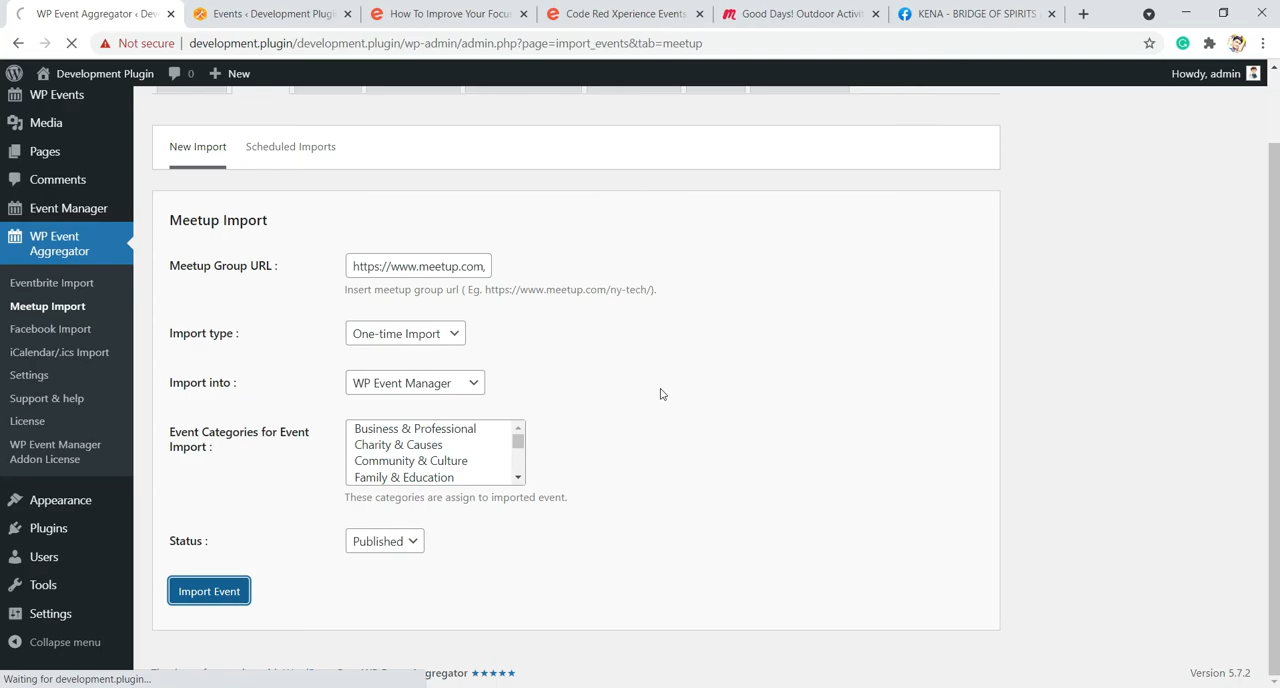 WP Event Aggregator ‹ Deve
Events ‹ Development Plugi
How To Improve Your Focus
Code Red Xperience Events
Good Days! Outdoor Activit
KENA - BRIDGE OF SPIRITS
Not secure
development.plugin/development.plugin/wp-admin/admin.php?page=import_events&tab=meetup
Development Plugin
0
New
Howdy, admin
WP Events
Media
Pages
Comments
Event Manager
WP Event
Aggregator
Eventbrite Import
Meetup Import
Facebook Import
iCalendar/.ics Import
Settings
Support & help
License
WP Event Manager
Addon License
Appearance
Plugins
Users
Tools
Settings
Collapse menu
New Import
Scheduled Imports
Meetup Import
Meetup Group URL :
https://www.meetup.com,
Insert meetup group url ( Eg. https://www.meetup.com/ny-tech/).
Import type :
One-time Import
Import into :
WP Event Manager
Event Categories for Event
Import :
Business & Professional
Charity & Causes
Community & Culture
Family & Education
These categories are assign to imported event.
Status :
Published
Import Event
gregator ★★★★★
Version 5.7.2
Waiting for development.plugin...